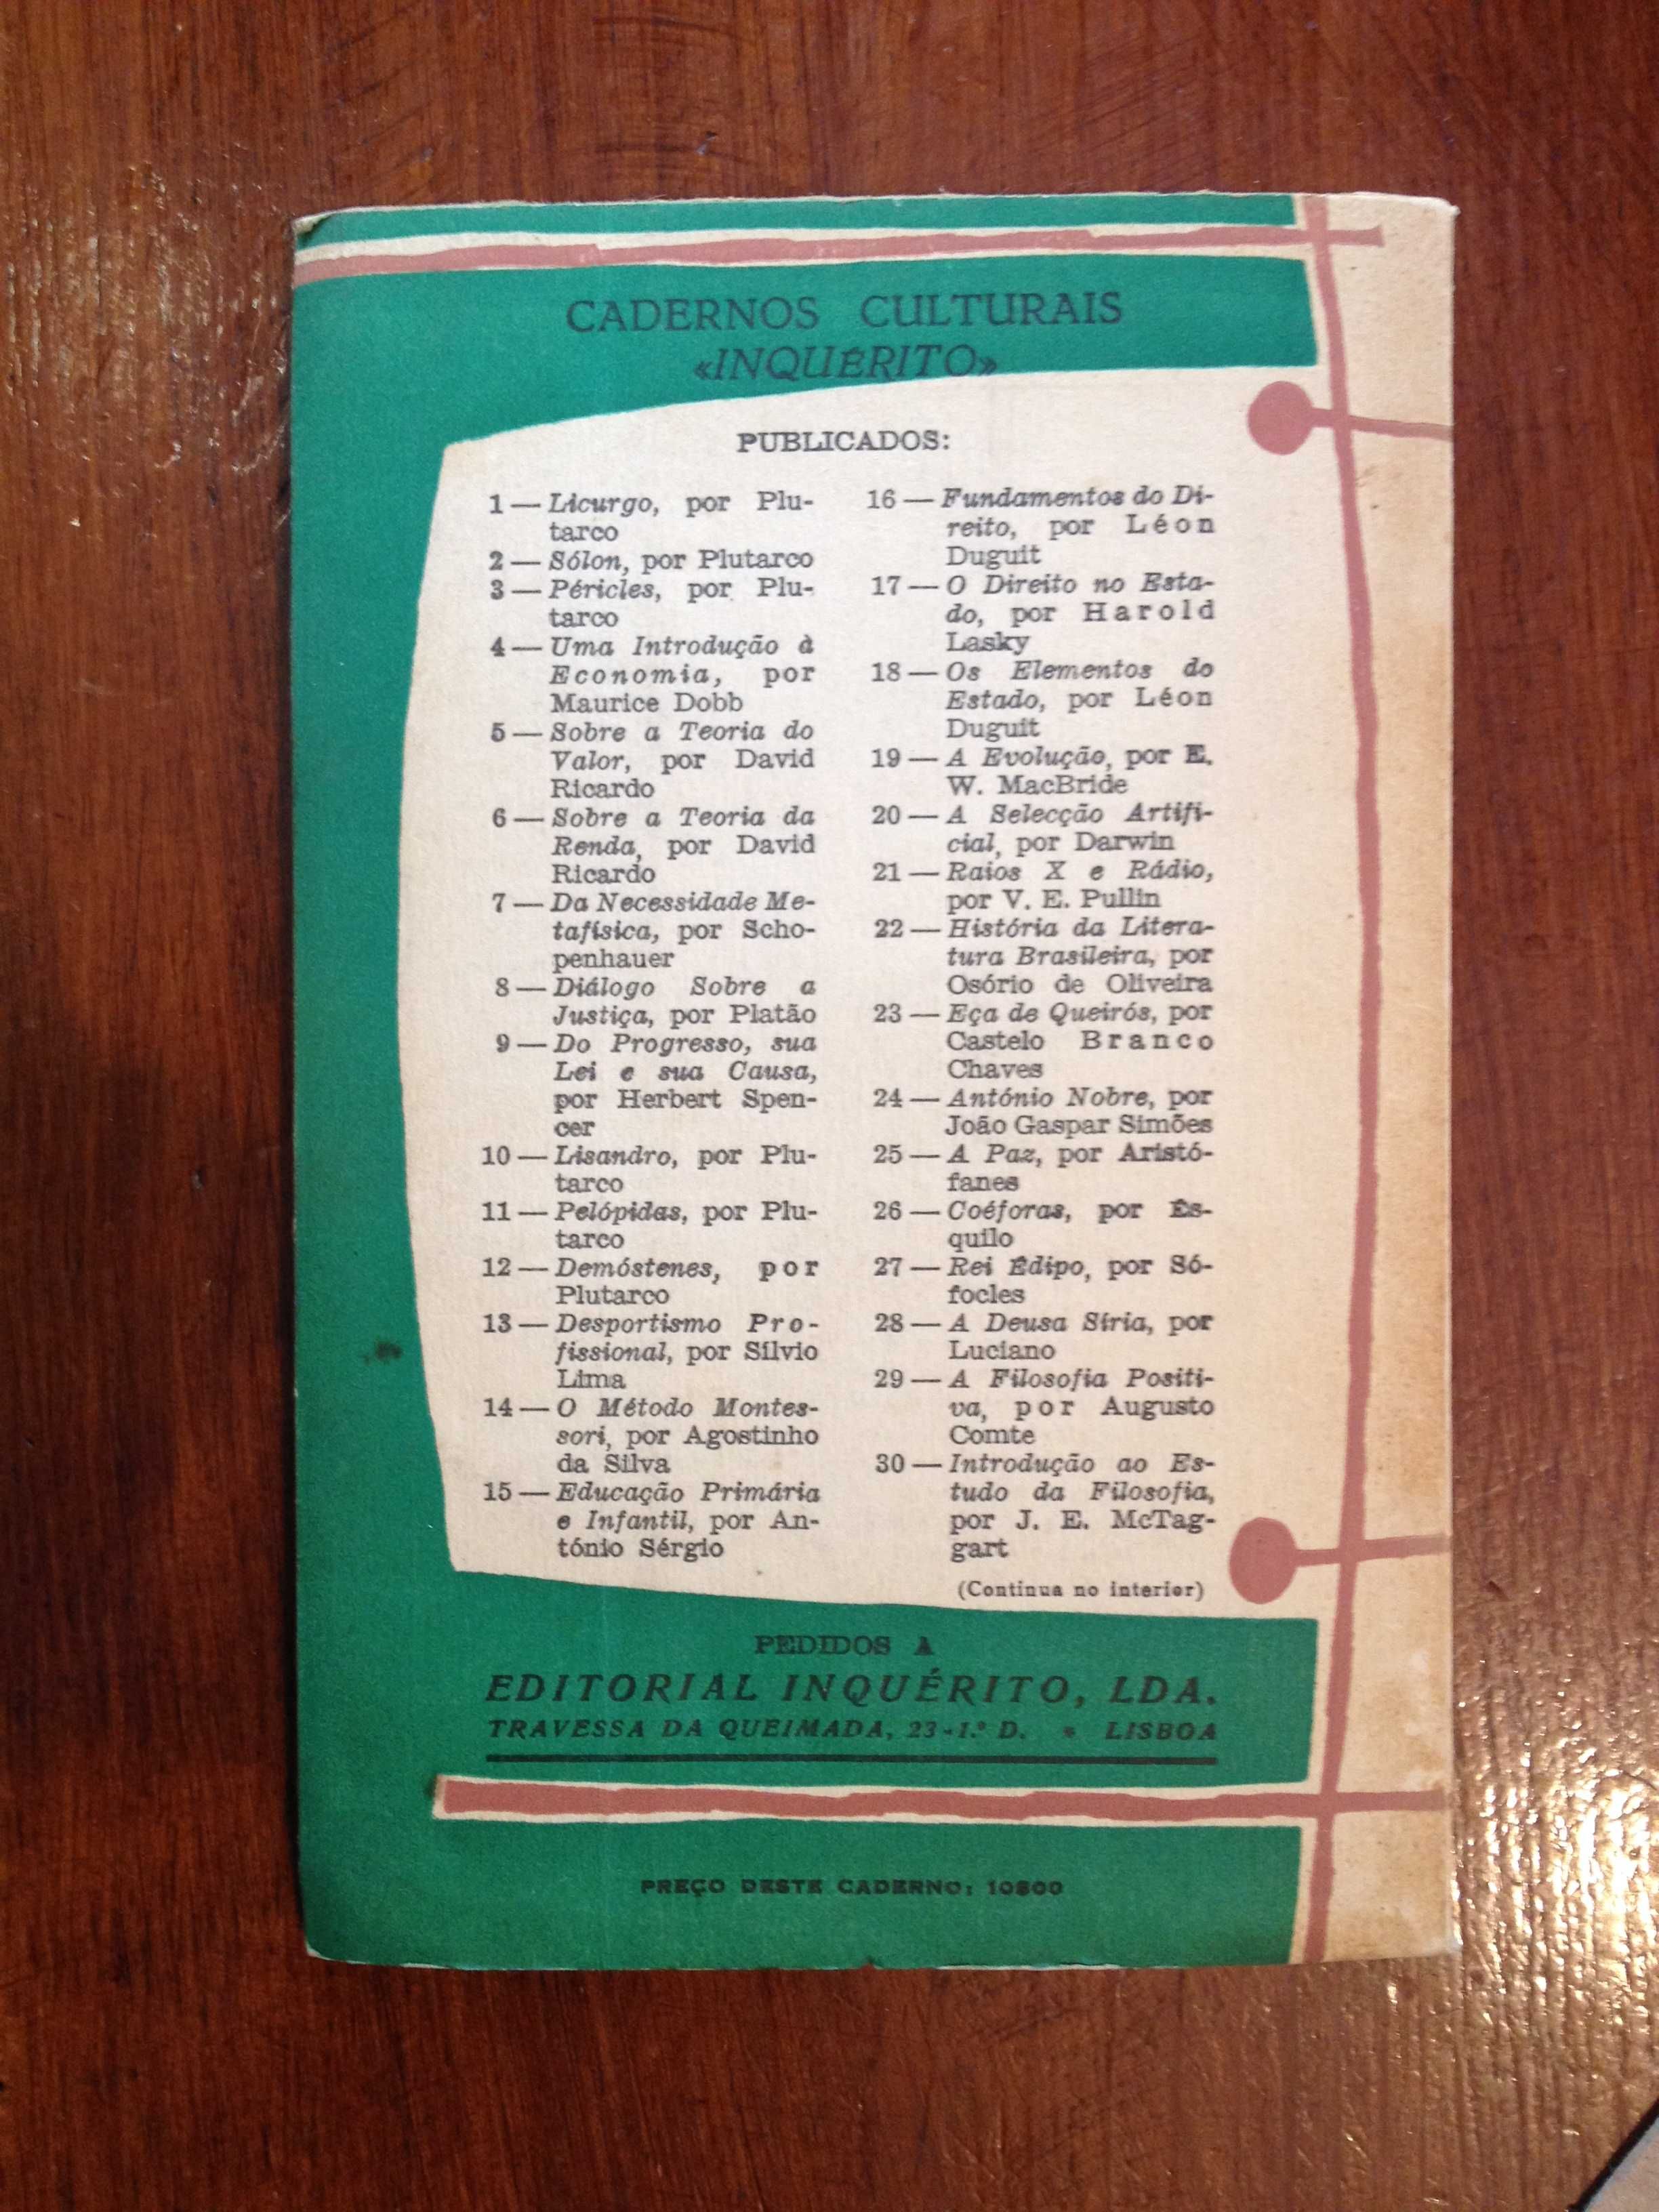 CADERNOS CULTURAIS
«INQUÉRITO»
PUBLICADOS:
1 — Licurgo, por Plu-
tarco
2 — Sólon, por Plutarco
3 — Péricles, por Plu-
tarco
4 — Uma Introdução à
Economia, por
Maurice Dobb
5 — Sobre a Teoria do
Valor, por David
Ricardo
6 — Sobre a Teoria da
Renda, por David
Ricardo
7 — Da Necessidade Me-
tafísica, por Scho-
penhauer
8 — Diálogo Sobre a
Justiça, por Platão
9 — Do Progresso, sua
Lei e sua Causa,
por Herbert Spen-
cer
10 — Lisandro, por Plu-
tarco
11 — Pelópidas, por Plu-
tarco
12 — Demóstenes, por
Plutarco
13 — Desportismo Pro-
fissional, por Sílvio
Lima
14 — O Método Montes-
sori, por Agostinho
da Silva
15 — Educação Primária
e Infantil, por An-
tónio Sérgio
16 — Fundamentos do Di-
reito, por Léon
Duguit
17 — O Direito no Esta-
do, por Harold
Lasky
18 — Os Elementos do
Estado, por Léon
Duguit
19 — A Evolução, por E.
W. MacBride
20 — A Selecção Artifi-
cial, por Darwin
21 — Raios X e Rádio,
por V. E. Pullin
22 — História da Litera-
tura Brasileira, por
Osório de Oliveira
23 — Eça de Queirós, por
Castelo Branco
Chaves
24 — António Nobre, por
João Gaspar Simões
25 — A Paz, por Aristó-
fanes
26 — Coéforas, por És-
quilo
27 — Rei Édipo, por Só-
focles
28 — A Deusa Síria, por
Luciano
29 — A Filosofia Positi-
va, por Augusto
Comte
30 — Introdução ao Es-
tudo da Filosofia,
por J. E. McTag-
gart
(Continua no interior)
PEDIDOS A
EDITORIAL INQUÉRITO, LDA.
TRAVESSA DA QUEIMADA, 23-1.º D. * LISBOA
PREÇO DESTE CADERNO: 10$00